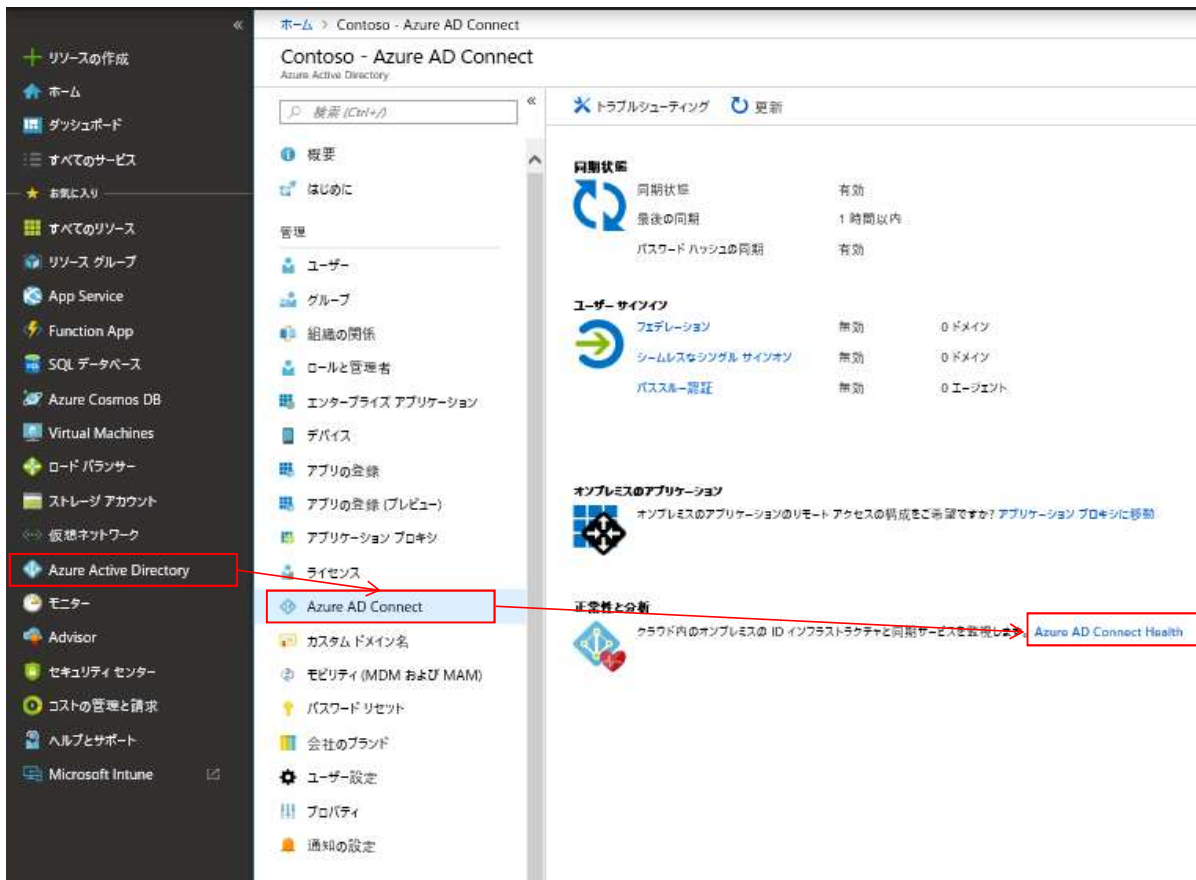 «
リソースの作成
ホーム
ダッシュボード
すべてのサービス
お気に入り
すべてのリソース
リソース グループ
App Service
Function App
SQL データベース
Azure Cosmos DB
Virtual Machines
ロード バランサー
ストレージ アカウント
仮想ネットワーク
Azure Active Directory
モニター
Advisor
セキュリティ センター
コストの管理と請求
ヘルプとサポート
Microsoft Intune
ホーム > Contoso - Azure AD Connect
Contoso - Azure AD Connect
Azure Active Directory
検索 (Ctrl+/)
«
概要
はじめに
管理
ユーザー
グループ
組織の関係
ロールと管理者
エンタープライズ アプリケーション
デバイス
アプリの登録
アプリの登録 (プレビュー)
アプリケーション プロキシ
ライセンス
Azure AD Connect
カスタム ドメイン名
モビリティ (MDM および MAM)
パスワード リセット
会社のブランド
ユーザー設定
プロパティ
通知の設定
トラブルシューティング 更新
同期状態
同期状態 有効
最後の同期 1 時間以内
パスワード ハッシュの同期 有効
ユーザー サインイン
フェデレーション 無効 0 ドメイン
シームレスなシングル サインオン 無効 0 ドメイン
パススルー認証 無効 0 エージェント
オンプレミスのアプリケーション
オンプレミスのアプリケーションのリモート アクセスの構成をご希望ですか? アプリケーション プロキシに移動
正常性と分析
クラウド内のオンプレミスの ID インフラストラクチャと同期サービスを監視します。 Azure AD Connect Health